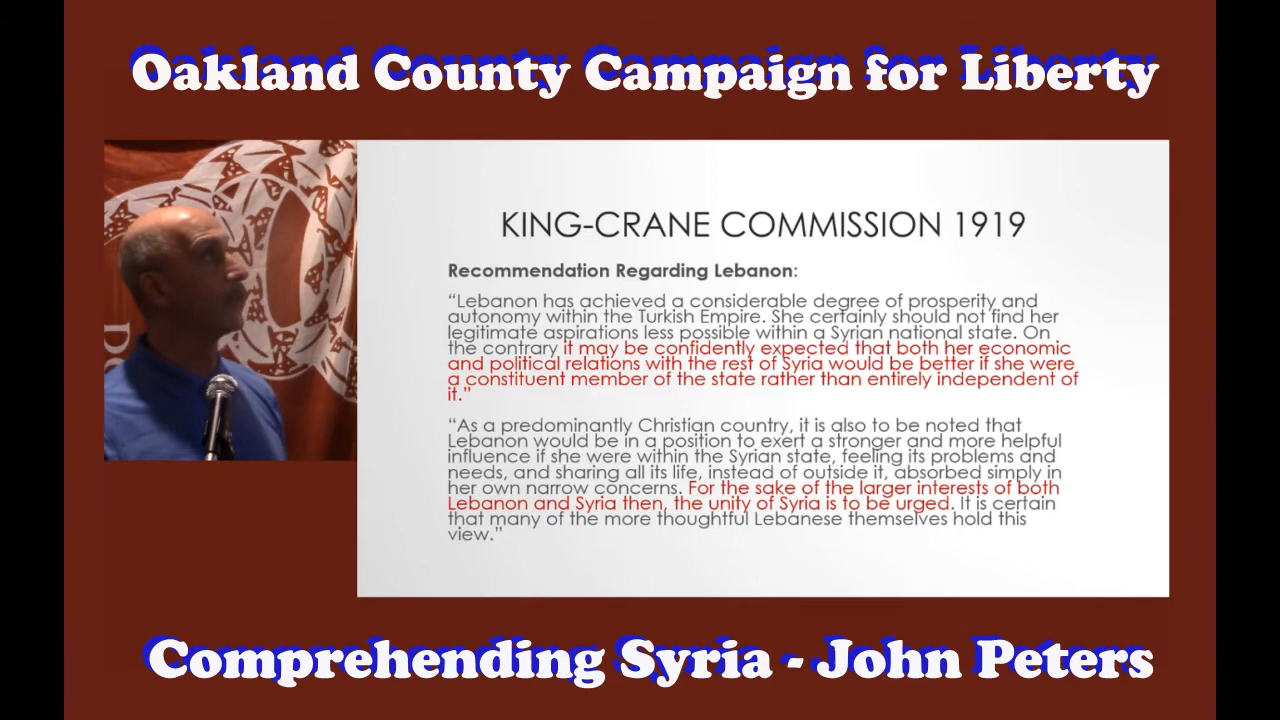 Oakland County Campaign for Liberty
KING-CRANE COMMISSION 1919
Recommendation Regarding Lebanon:
“Lebanon has achieved a considerable degree of prosperity and
autonomy within the Turkish Empire. She certainly should not find her
legitimate aspirations less possible within a Syrian national state. On
the contrary it may be confidently expected that both her economic
and political relations with the rest of Syria would be better if she were
a constituent member of the state rather than entirely independent of
it.”
“As a predominantly Christian country, it is also to be noted that
Lebanon would be in a position to exert a stronger and more helpful
influence if she were within the Syrian state, feeling its problems and
needs, and sharing all its life, instead of outside it, absorbed simply in
her own narrow concerns. For the sake of the larger interests of both
Lebanon and Syria then, the unity of Syria is to be urged. It is certain
that many of the more thoughtful Lebanese themselves hold this
view.”
Comprehending Syria - John Peters